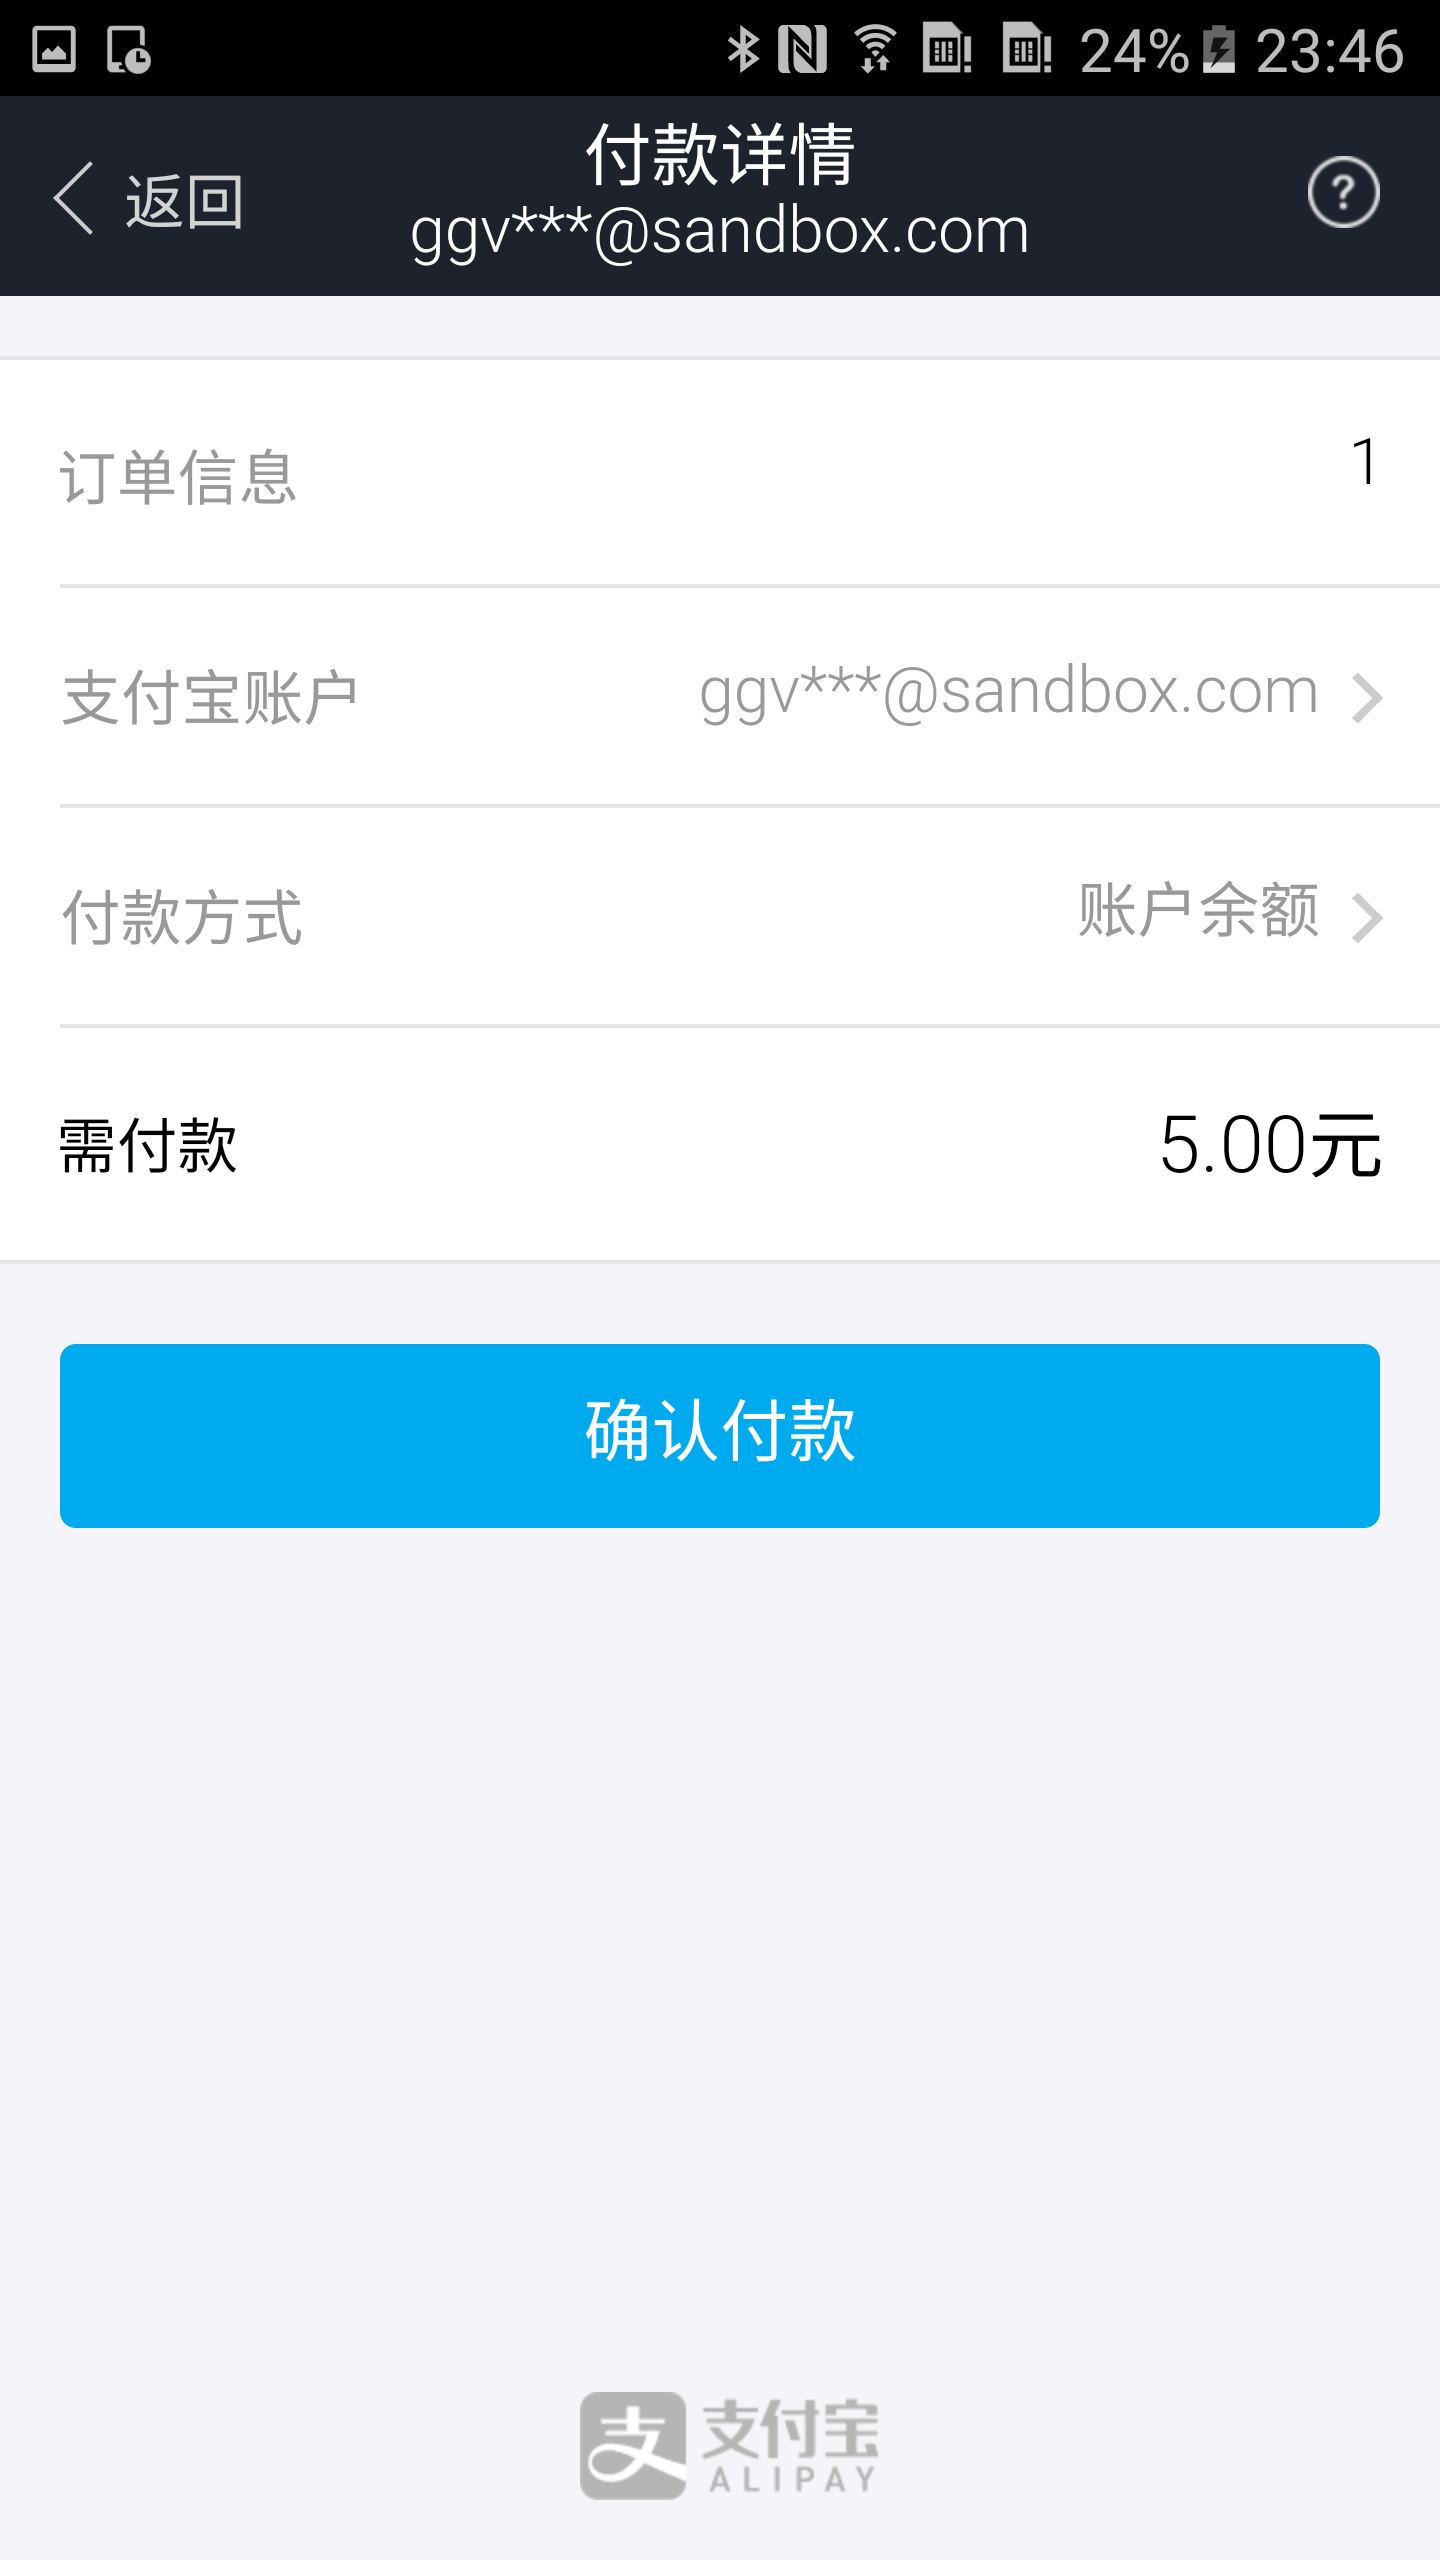 24% 23:46
返回
付款详情
ggv***@sandbox.com
?
订单信息 1
支付宝账户 ggv***@sandbox.com
付款方式 账户余额
需付款 5.00元
确认付款
支 支付宝
ALIPAY